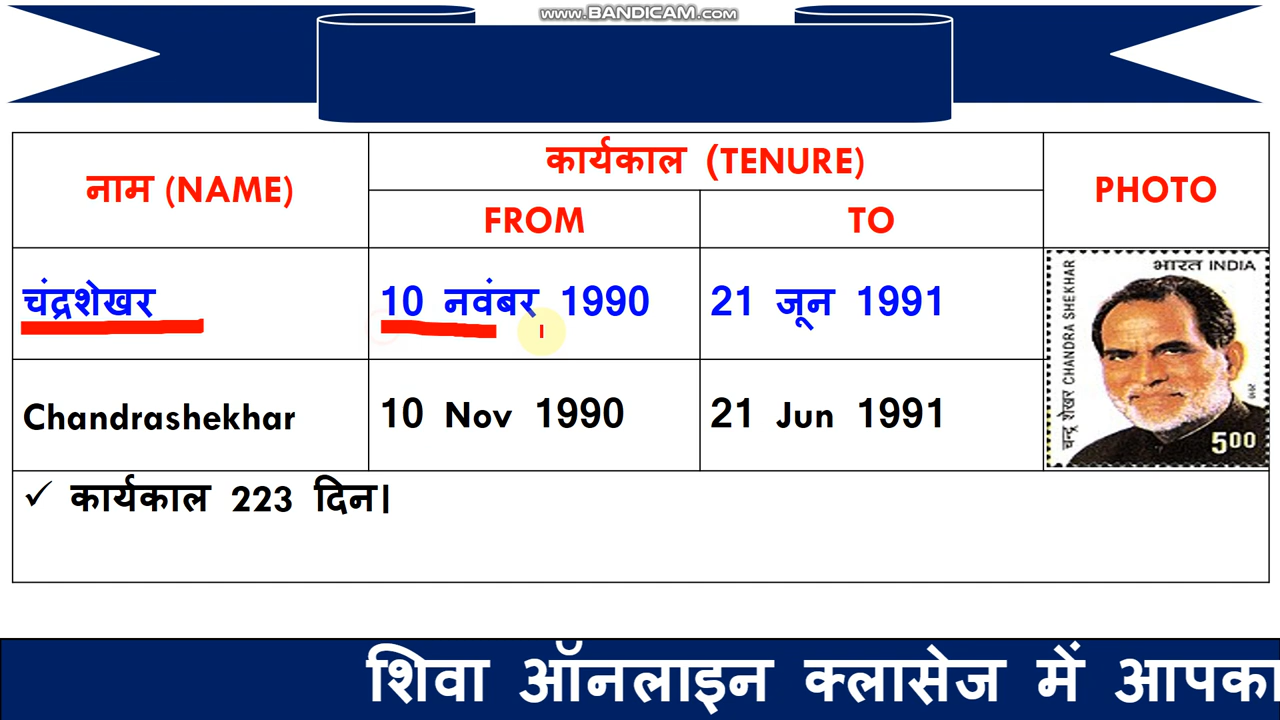 www.BANDICAM.com
नाम (NAME)
कार्यकाल (TENURE)
PHOTO
FROM
TO
चंद्रशेखर
10 नवंबर 1990
21 जून 1991
भारत INDIA
चन्द्र शेखर CHANDRA SHEKHAR
500
Chandrashekhar
10 Nov 1990
21 Jun 1991
✓ कार्यकाल 223 दिन।
शिवा ऑनलाइन क्लासेज में आपक